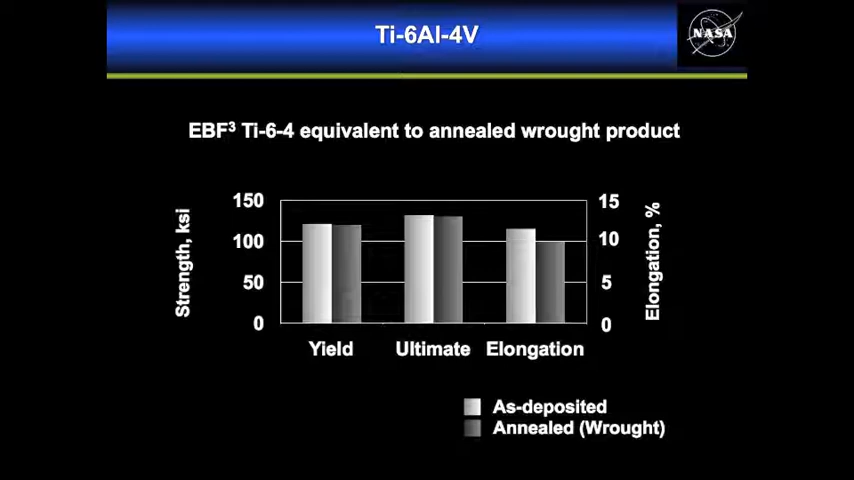 Ti-6Al-4V
NASA
EBF³ Ti-6-4 equivalent to annealed wrought product
150
100
50
0
Strength, ksi
15
10
5
0
Elongation, %
Yield
Ultimate
Elongation
As-deposited
Annealed (Wrought)